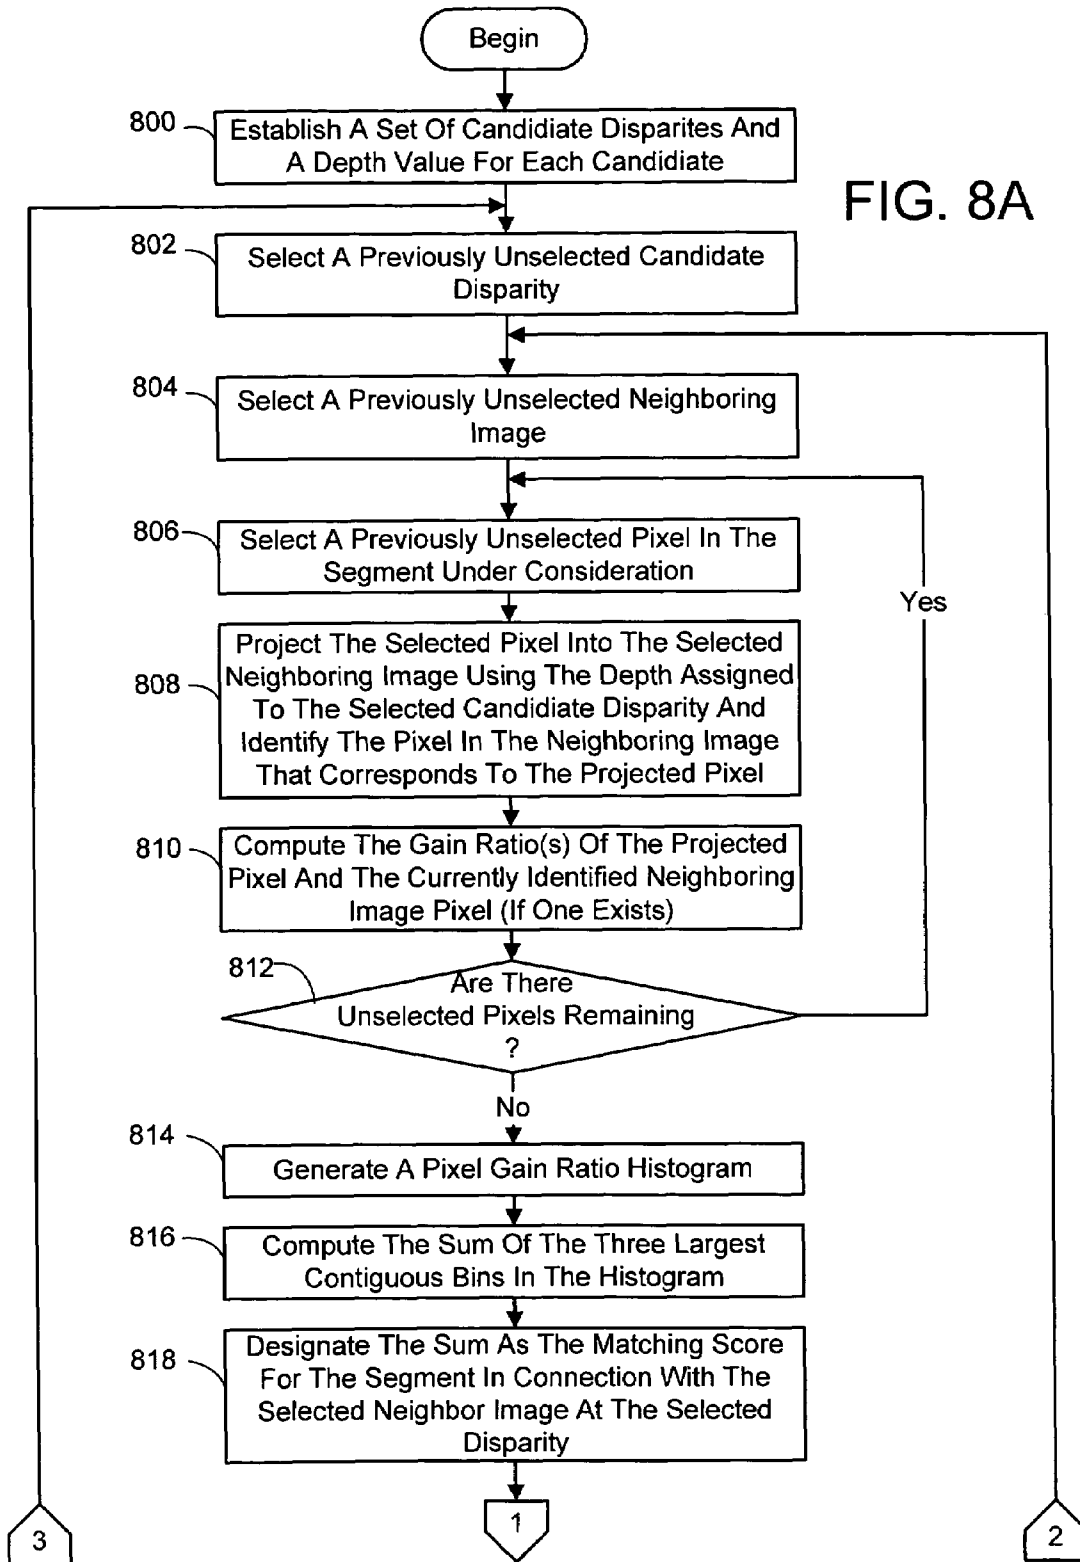 Begin
800
Establish A Set Of Candidiate Disparites And
A Depth Value For Each Candidiate
FIG. 8A
802
Select A Previously Unselected Candidate
Disparity
804
Select A Previously Unselected Neighboring
Image
806
Select A Previously Unselected Pixel In The
Segment Under Consideration
Yes
808
Project The Selected Pixel Into The Selected
Neighboring Image Using The Depth Assigned
To The Selected Candidiate Disparity And
Identify The Pixel In The Neighboring Image
That Corresponds To The Projected Pixel
810
Compute The Gain Ratio(s) Of The Projected
Pixel And The Currently Identified Neighboring
Image Pixel (If One Exists)
812
Are There
Unselected Pixels Remaining
?
No
814
Generate A Pixel Gain Ratio Histogram
816
Compute The Sum Of The Three Largest
Contiguous Bins In The Histogram
818
Designate The Sum As The Matching Score
For The Segment In Connection With The
Selected Neighbor Image At The Selected
Disparity
3
1
2